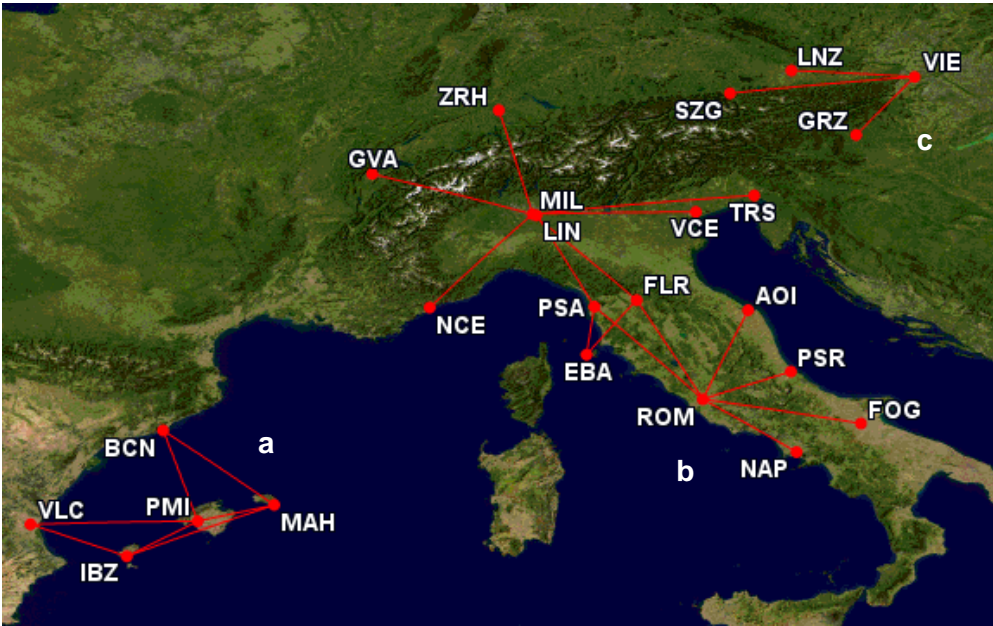 LNZ
VIE
ZRH
SZG
GRZ
c
GVA
MIL
TRS
VCE
LIN
FLR
AOI
PSA
NCE
EBA
PSR
ROM
FOG
BCN
a
b
NAP
VLC
PMI
MAH
IBZ